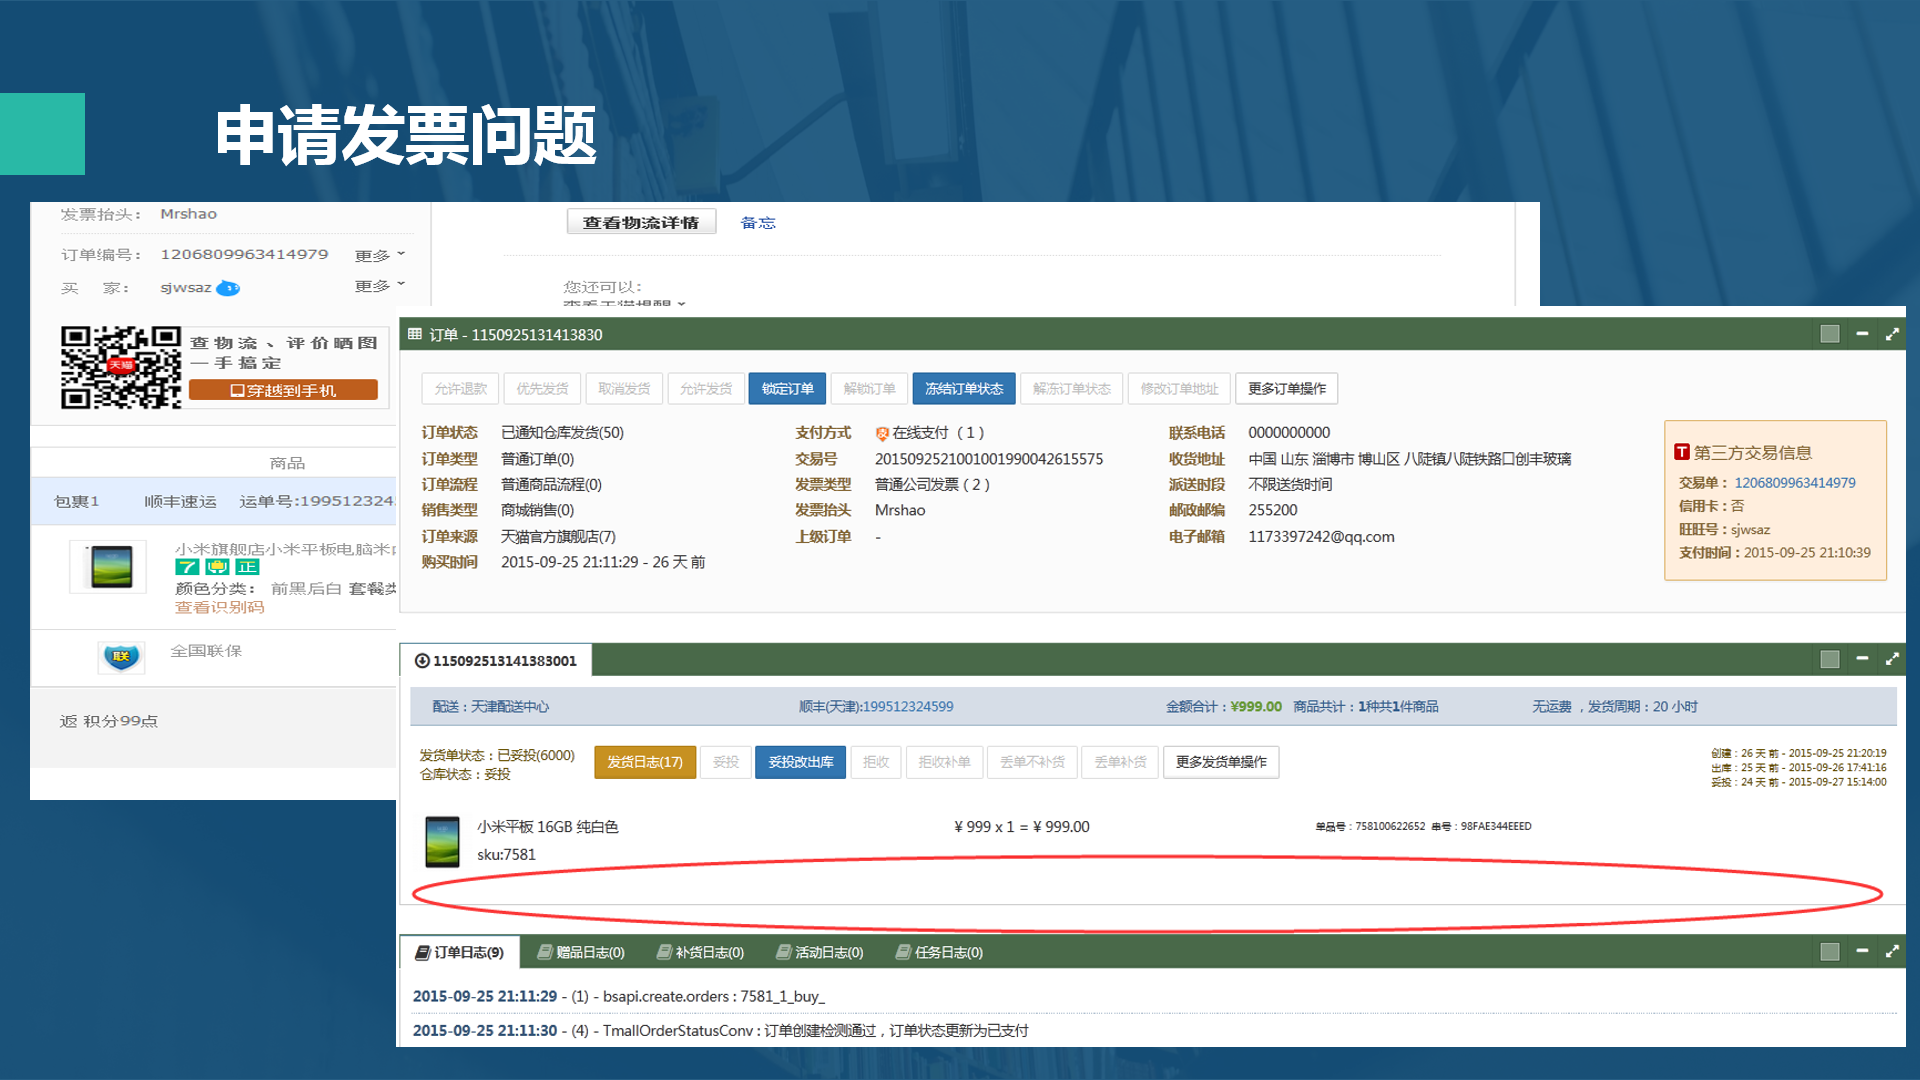 申请发票问题
发票抬头： Mrshao
订单编号： 1206809963414979 更多
买 家： sjwsaz 更多
天猫
查物流、评价晒图
一手搞定
穿越到手机
商品
包裹1 顺丰速运 运单号:199512324
小米旗舰店小米平板电脑米
7 正
颜色分类： 前黑后白 套餐类
查看识别码
联 全国联保
返 积分99点
查看物流详情 备忘
您还可以:
查看天猫提醒
订单 - 1150925131413830
允许退款 优先发货 取消发货 允许发货 锁定订单 解锁订单 冻结订单状态 解冻订单状态 修改订单地址 更多订单操作
订单状态 已通知仓库发货(50) 支付方式 在线支付 ( 1 ) 联系电话 0000000000
订单类型 普通订单(0) 交易号 2015092521001001990042615575 收货地址 中国 山东 淄博市 博山区 八陡镇八陡铁路口创丰玻璃
订单流程 普通商品流程(0) 发票类型 普通公司发票 ( 2 ) 派送时段 不限送货时间
销售类型 商城销售(0) 发票抬头 Mrshao 邮政邮编 255200
订单来源 天猫官方旗舰店(7) 上级订单 - 电子邮箱 1173397242@qq.com
购买时间 2015-09-25 21:11:29 - 26 天 前
T 第三方交易信息
交易单： 1206809963414979
信用卡：否
旺旺号：sjwsaz
支付时间：2015-09-25 21:10:39
115092513141383001
配送：天津配送中心 顺丰(天津):199512324599 金额合计：¥999.00 商品共计：1种共1件商品 无运费 ，发货周期：20 小时
发货单状态：已妥投(6000)
仓库状态：妥投
发货日志(17) 妥投 妥投改出库 拒收 拒收补单 丢单不补货 丢单补货 更多发货单操作
创建：26 天 前 - 2015-09-25 21:20:19
出库：25 天 前 - 2015-09-26 17:41:16
妥投：24 天 前 - 2015-09-27 15:14:00
小米平板 16GB 纯白色 ¥ 999 x 1 = ¥ 999.00 单品号：758100622652 串号：98FAE344EEED
sku:7581
订单日志(9) 赠品日志(0) 补货日志(0) 活动日志(0) 任务日志(0)
2015-09-25 21:11:29 - (1) - bsapi.create.orders : 7581_1_buy_
2015-09-25 21:11:30 - (4) - TmallOrderStatusConv : 订单创建检测通过，订单状态更新为已支付